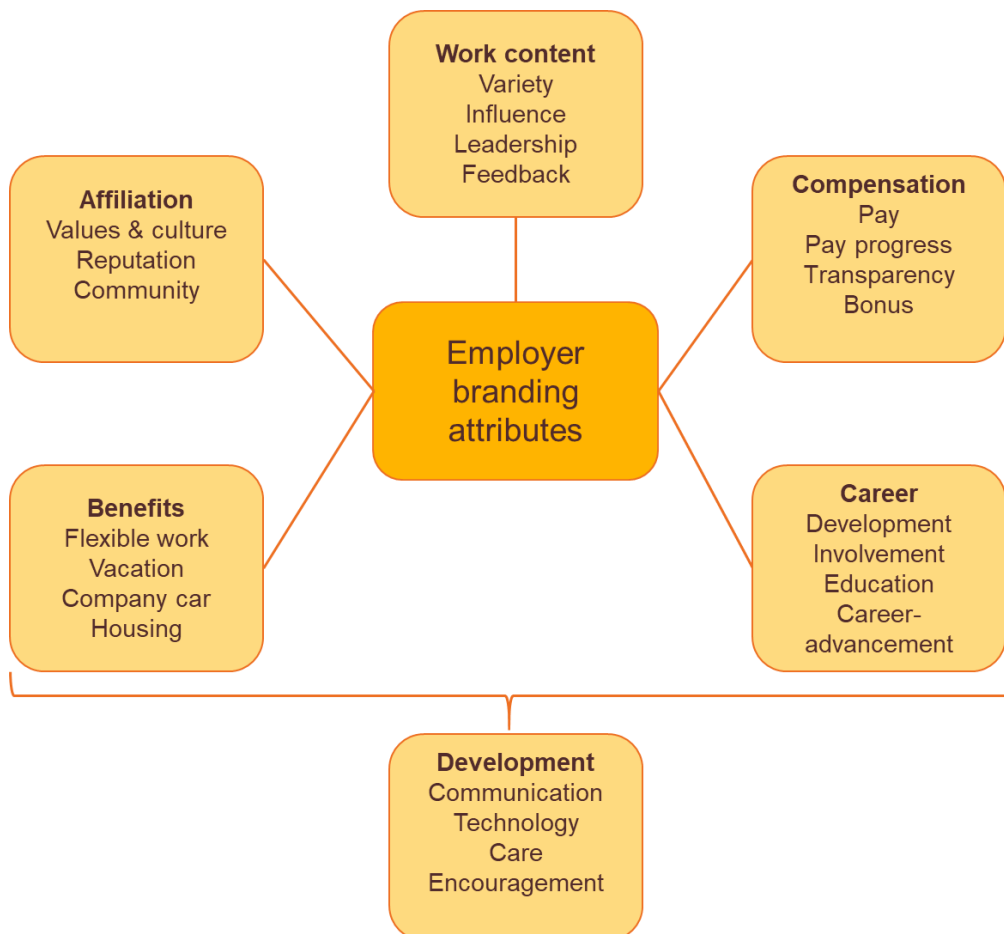 Work content
Variety
Influence
Leadership
Feedback
Affiliation
Values & culture
Reputation
Community
Compensation
Pay
Pay progress
Transparency
Bonus
Employer
branding
attributes
Benefits
Flexible work
Vacation
Company car
Housing
Career
Development
Involvement
Education
Career-
advancement
Development
Communication
Technology
Care
Encouragement